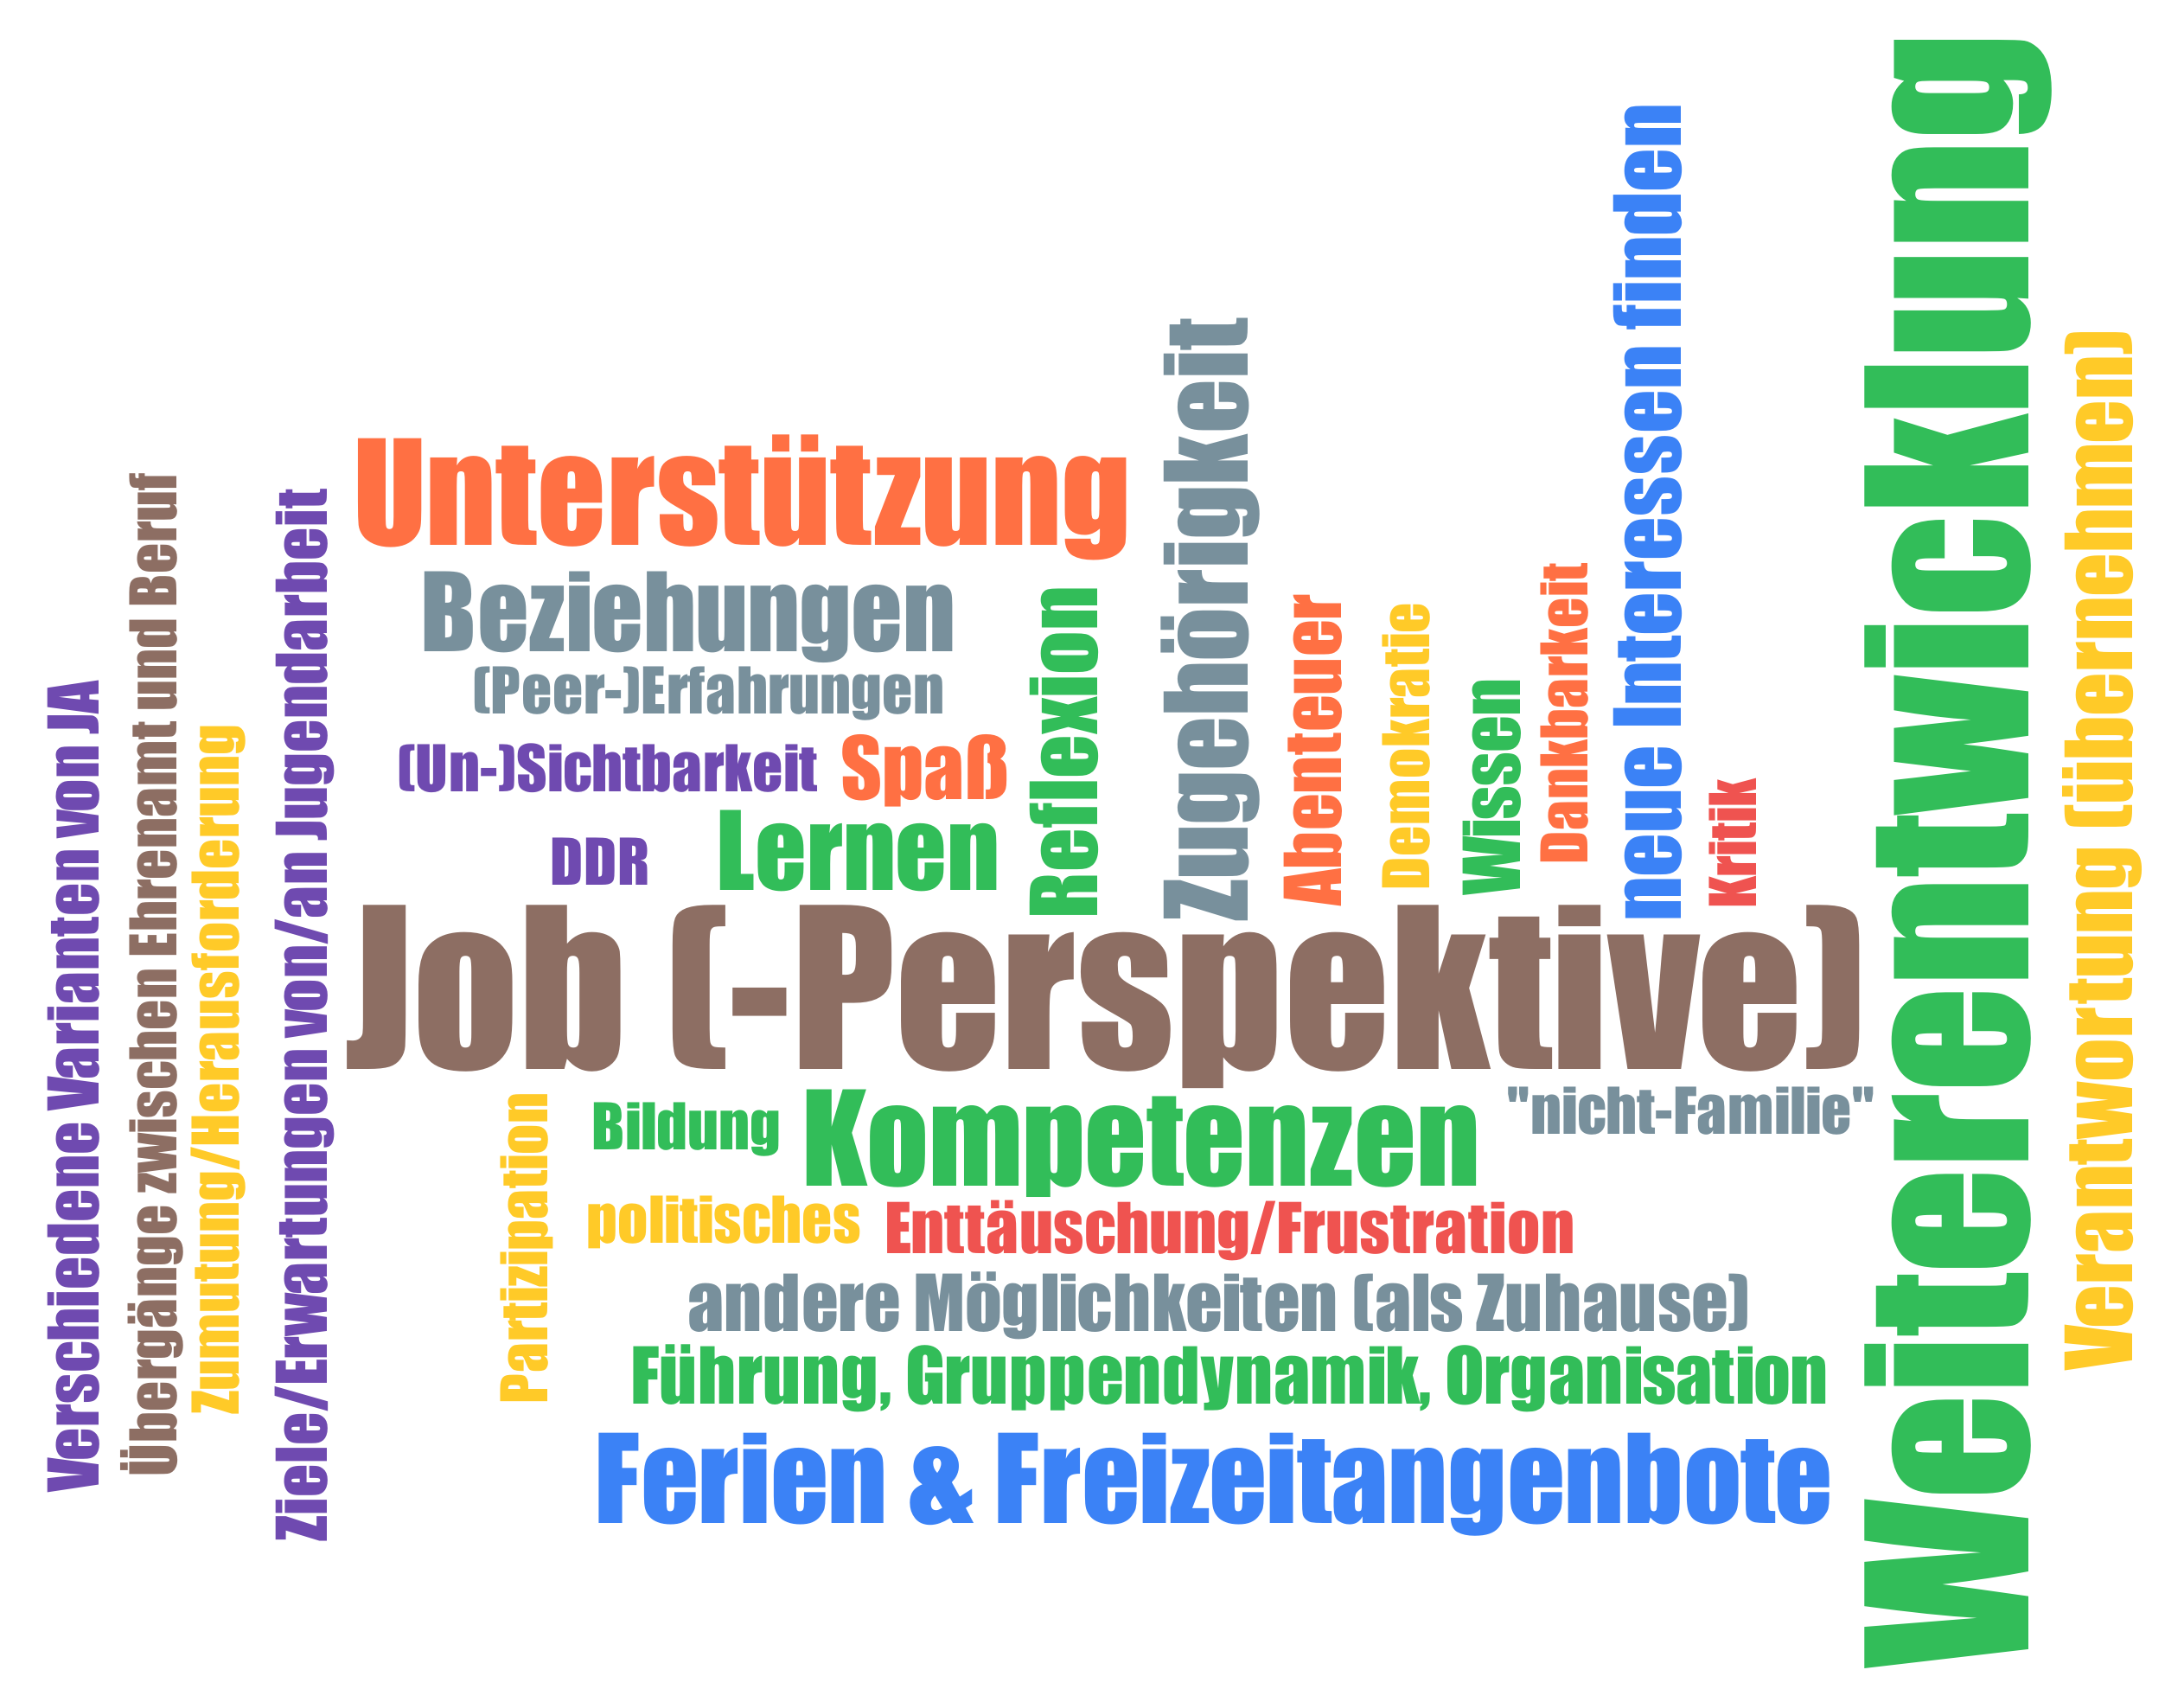 Verschiedene Varianten von JJA
Übergänge zwischen Ehrenamt und Beruf
Zumutung/Herausforderung
Ziele/Erwartungen von/an Jugendarbeit
Unterstützung
Beziehungen
(Peer-)Erfahrungen
(Un-)Sichtbarkeit
Spaß
DDR
Lernen
Reflexion
Zugehörigkeit
Abenteuer
Demokratie
Wissen
Dankbarkeit
neue Interessen finden
Kritik
Job (-Perspektive)
Partizipation
Bildung
Kompetenzen
"nicht-Familie"
politisches
Enttäuschung/Frustration
andere Möglichkeiten (als Zuhause)
Führung, Gruppendynamik, Organisation
Ferien & Freizeitangenbote
Weiterentwicklung
Verantwortung (übernehmen)